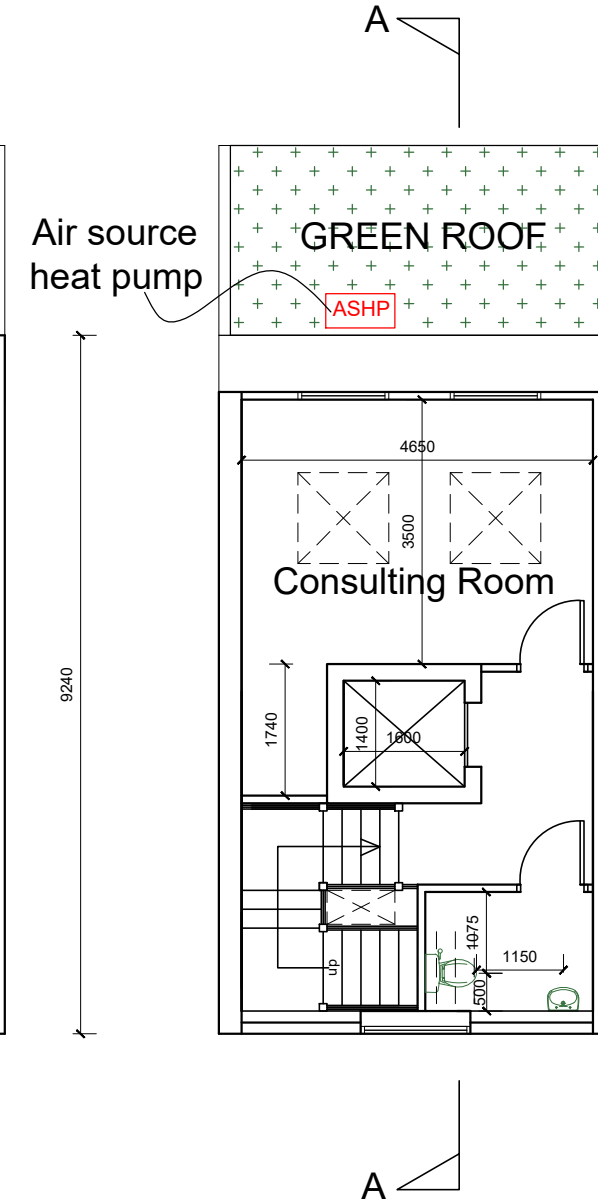 A
Air source
heat pump
GREEN ROOF
ASHP
4650
3500
Consulting Room
9240
1740
1400
1600
1075
1150
up
500
A